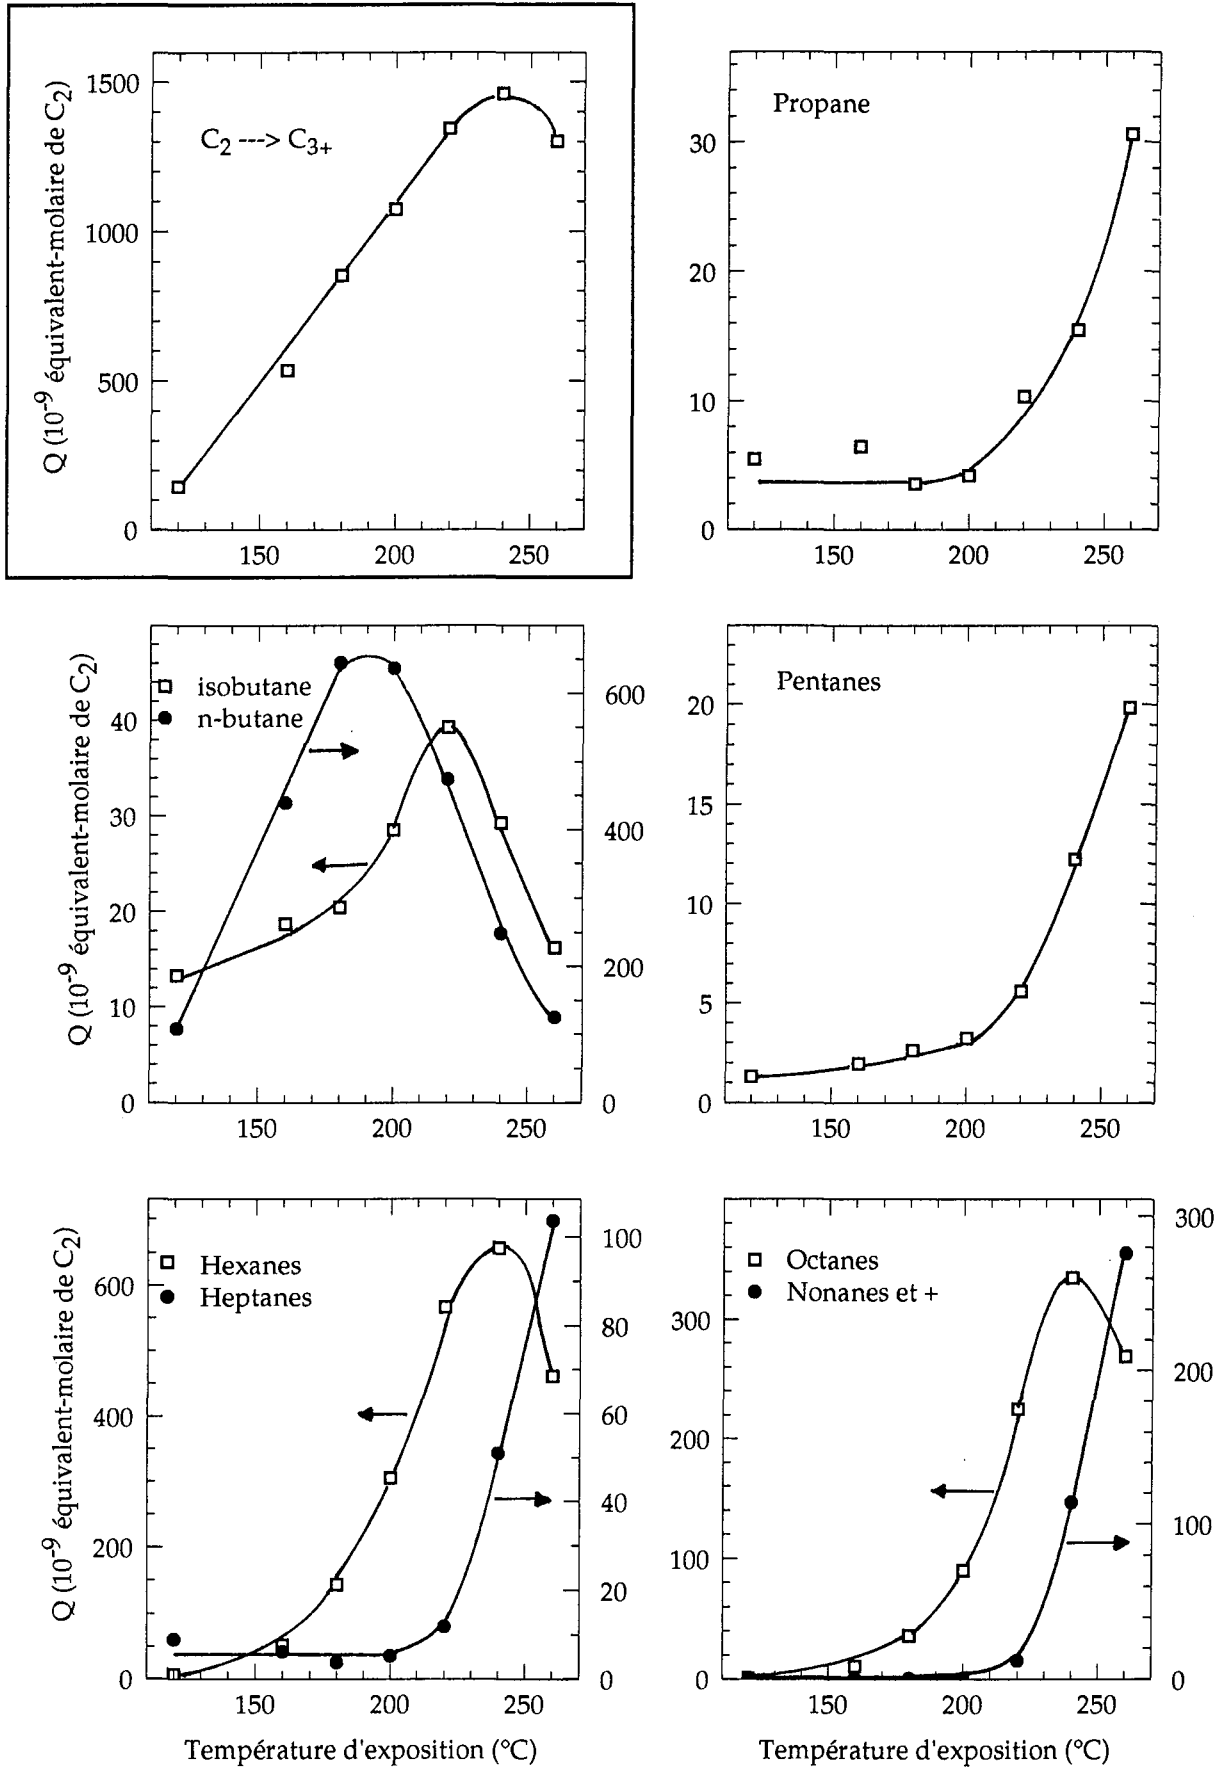 Q (10-9 équivalent-molaire de C2)
1500
1000
500
0
C2 ---> C3+
150 200 250
Propane
30
20
10
0
150 200 250
Q (10-9 équivalent-molaire de C2)
isobutane
n-butane
40
30
20
10
0
600
400
200
0
150 200 250
Pentanes
20
15
10
5
0
150 200 250
Q (10-9 équivalent-molaire de C2)
Hexanes
Heptanes
600
400
200
0
100
80
60
40
20
0
150 200 250
Température d'exposition (°C)
Octanes
Nonanes et +
300
200
100
0
300
200
100
0
150 200 250
Température d'exposition (°C)